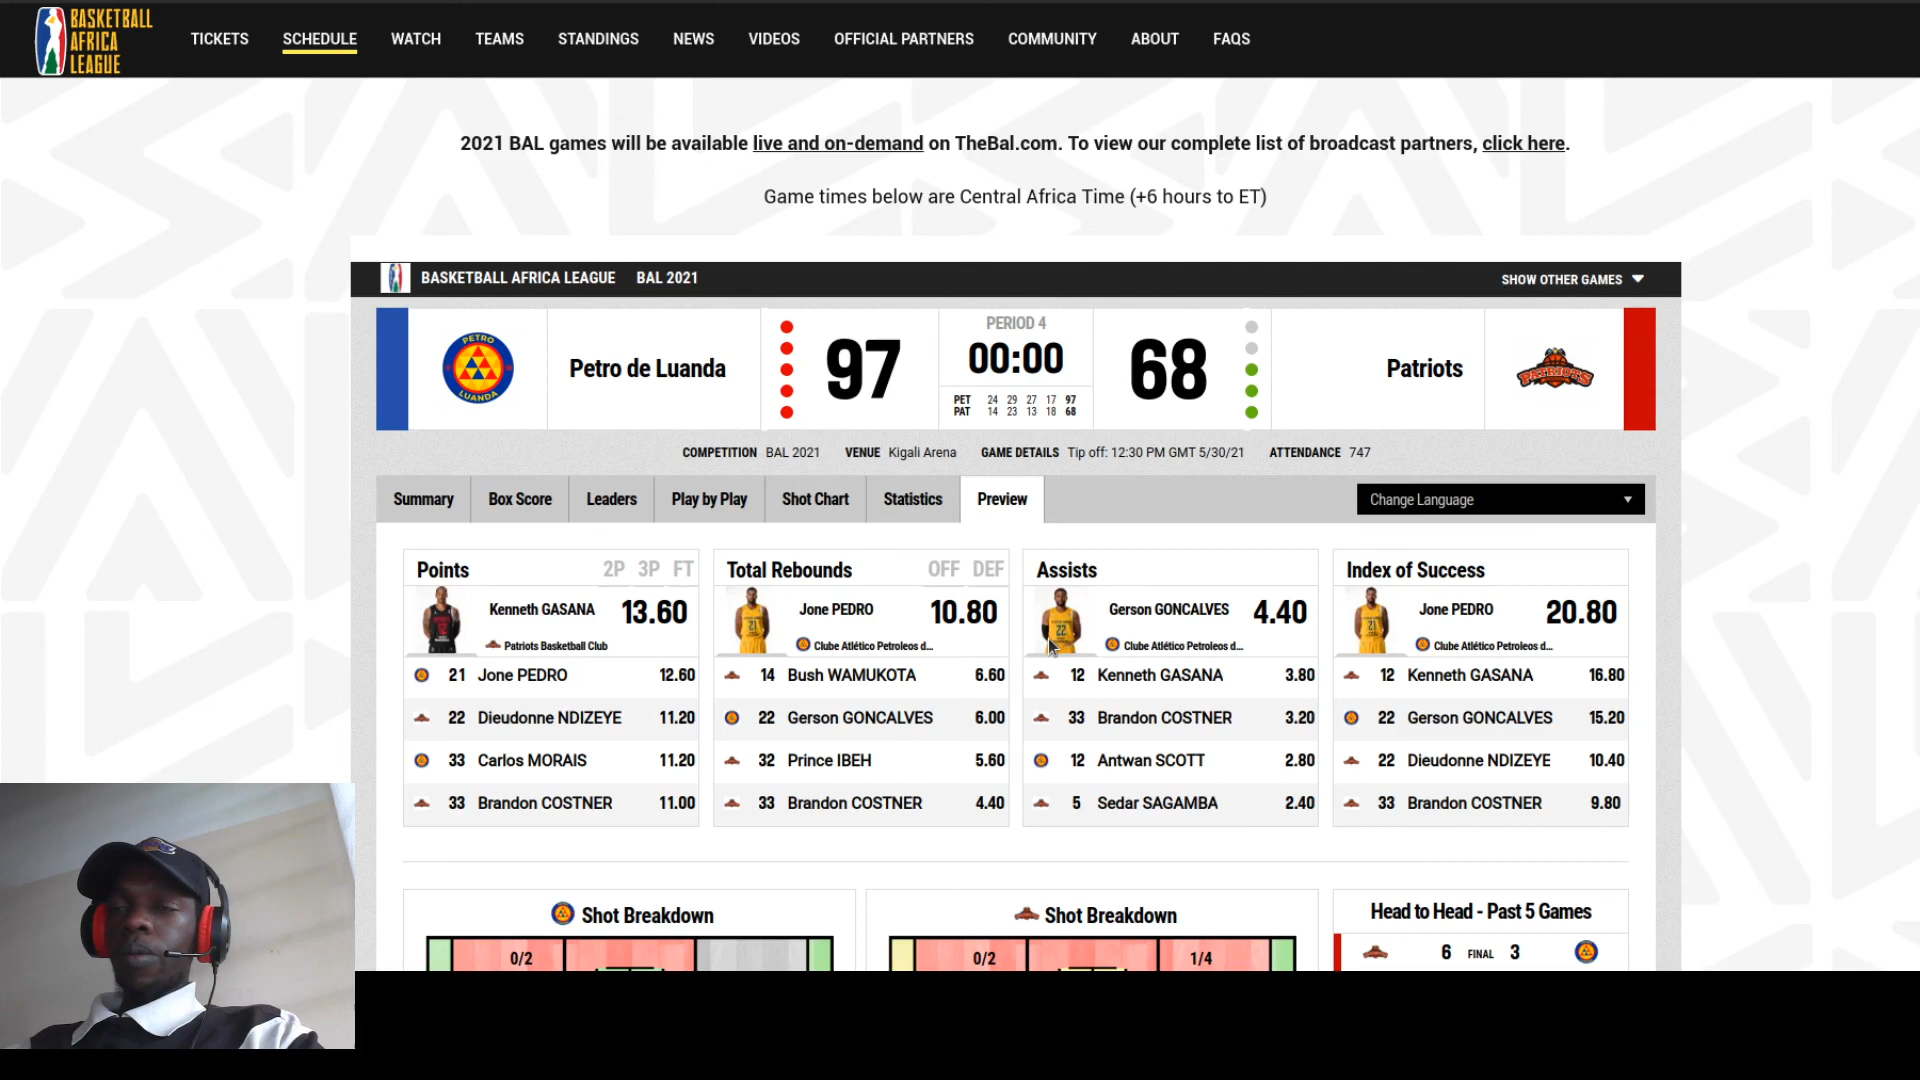 BASKETBALL
AFRICA
LEAGUE
TICKETS SCHEDULE WATCH TEAMS STANDINGS NEWS VIDEOS OFFICIAL PARTNERS COMMUNITY ABOUT FAQS
2021 BAL games will be available live and on-demand on TheBal.com. To view our complete list of broadcast partners, click here.
Game times below are Central Africa Time (+6 hours to ET)
BASKETBALL AFRICA LEAGUE BAL 2021 SHOW OTHER GAMES
PETRO
LUANDA
Petro de Luanda
97
PERIOD 4
00:00
PET 24 29 27 17 97
PAT 14 23 13 18 68
68
Patriots
PATRIOTS
COMPETITION BAL 2021 VENUE Kigali Arena GAME DETAILS Tip off: 12:30 PM GMT 5/30/21 ATTENDANCE 747
Summary Box Score Leaders Play by Play Shot Chart Statistics Preview Change Language
Points 2P 3P FT
Kenneth GASANA 13.60
Patriots Basketball Club
21 Jone PEDRO 12.60
22 Dieudonne NDIZEYE 11.20
33 Carlos MORAIS 11.20
33 Brandon COSTNER 11.00
Total Rebounds OFF DEF
Jone PEDRO 10.80
Clube Atlético Petroleos d...
14 Bush WAMUKOTA 6.60
22 Gerson GONCALVES 6.00
32 Prince IBEH 5.60
33 Brandon COSTNER 4.40
Assists
Gerson GONCALVES 4.40
Clube Atlético Petroleos d...
12 Kenneth GASANA 3.80
33 Brandon COSTNER 3.20
12 Antwan SCOTT 2.80
5 Sedar SAGAMBA 2.40
Index of Success
Jone PEDRO 20.80
Clube Atlético Petroleos d...
12 Kenneth GASANA 16.80
22 Gerson GONCALVES 15.20
22 Dieudonne NDIZEYE 10.40
33 Brandon COSTNER 9.80
Shot Breakdown
0/2
Shot Breakdown
0/2 1/4
Head to Head - Past 5 Games
6 FINAL 3